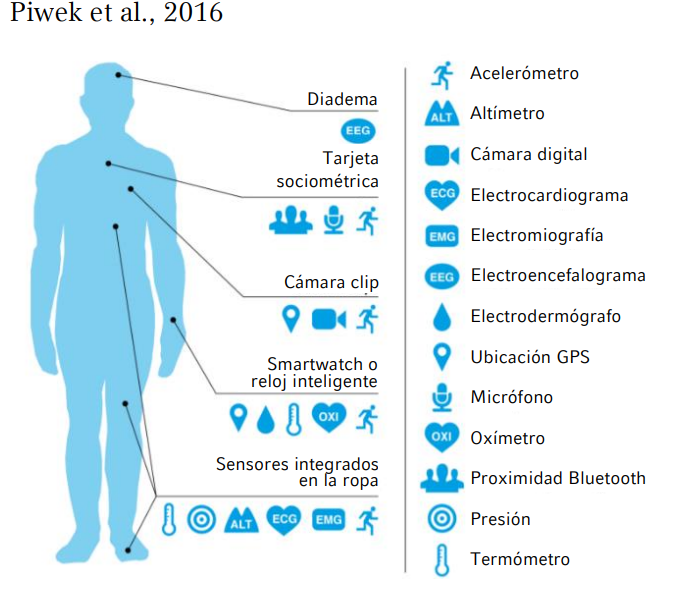 Piwek et al., 2016
Diadema
EEG
Tarjeta
sociométrica
Cámara clip
Smartwatch o
reloj inteligente
OXI
Sensores integrados
en la ropa
ALT
ECG
EMG
Acelerómetro
ALT
Altímetro
Cámara digital
ECG
Electrocardiograma
EMG
Electromiografía
EEG
Electroencefalograma
Electrodermógrafo
Ubicación GPS
Micrófono
OXI
Oxímetro
Proximidad Bluetooth
Presión
Termómetro